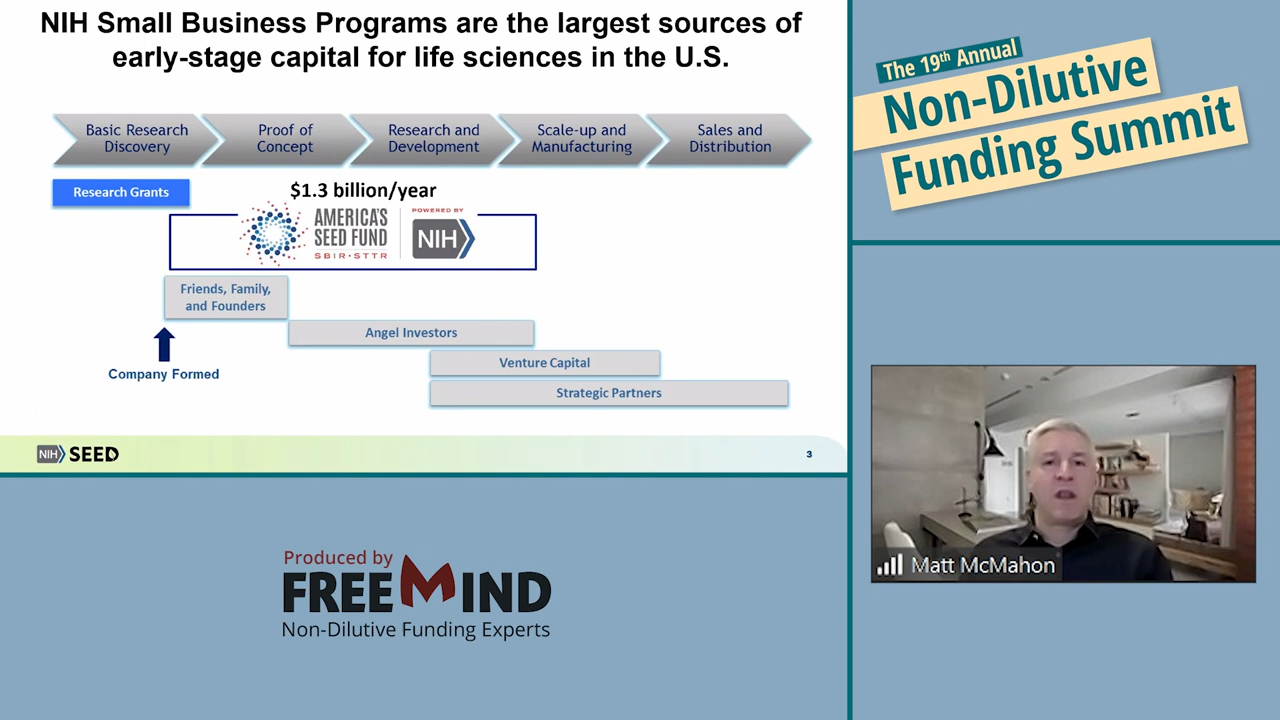 NIH Small Business Programs are the largest sources of
early-stage capital for life sciences in the U.S.
Basic Research
Discovery
Proof of
Concept
Research and
Development
Scale-up and
Manufacturing
Sales and
Distribution
Research Grants
$1.3 billion/year
AMERICA'S
SEED FUND
SBIR•STTR
POWERED BY
NIH
Friends, Family,
and Founders
Angel Investors
Venture Capital
Strategic Partners
Company Formed
NIH SEED
3
The 19th Annual
Non-Dilutive
Funding Summit
Matt McMahon
Produced by
FREEMIND
Non-Dilutive Funding Experts